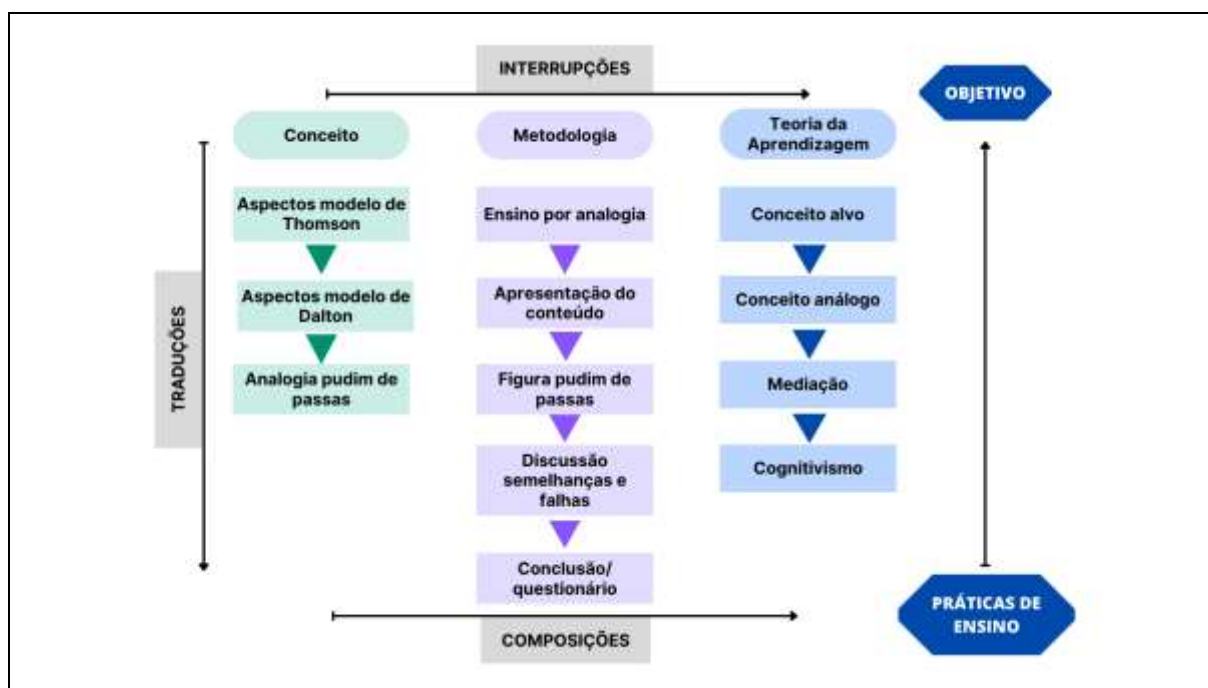 INTERRUPÇÕES
OBJETIVO
Conceito
Metodologia
Teoria da
Aprendizagem
Aspectos modelo de
Thomson
Ensino por analogia
Conceito alvo
Aspectos modelo de
Dalton
Apresentação do
conteúdo
Conceito análogo
TRADUÇÕES
Analogia pudim de
passas
Figura pudim de
passas
Mediação
Discussão
semelhanças e
falhas
Cognitivismo
Conclusão/
questionário
PRÁTICAS DE
ENSINO
COMPOSIÇÕES